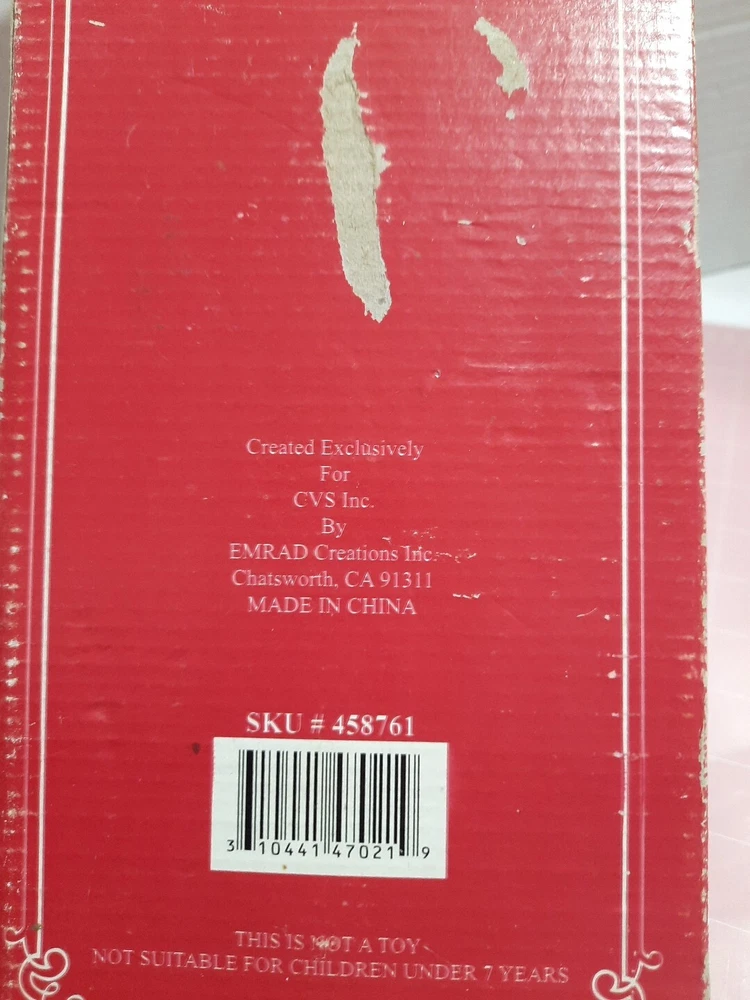 Created Exclusively
For
CVS Inc.
By
EMRAD Creations Inc.
Chatsworth, CA 91311
MADE IN CHINA
SKU # 458761
3 10441 47021 9
THIS IS NOT A TOY
NOT SUITABLE FOR CHILDREN UNDER 7 YEARS